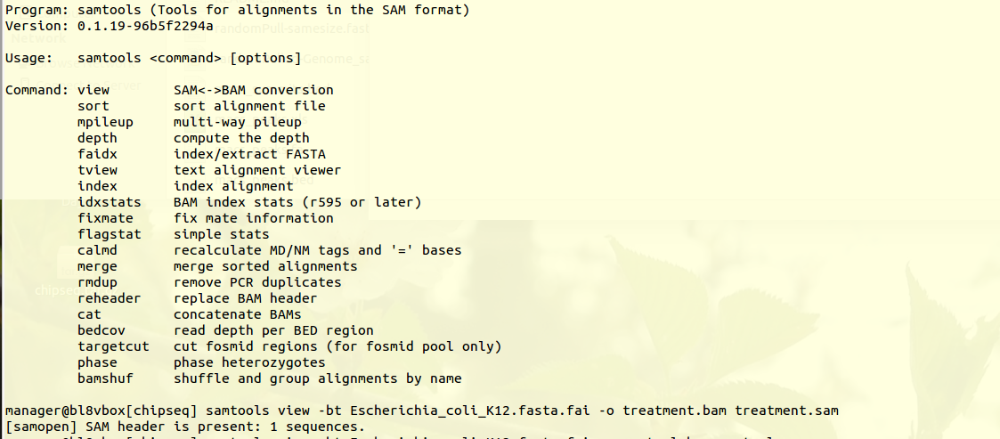 Program: samtools (Tools for alignments in the SAM format)
Version: 0.1.19-96b5f2294a
Usage:   samtools <command> [options]
Command: view        SAM<->BAM conversion
         sort        sort alignment file
         mpileup     multi-way pileup
         depth       compute the depth
         faidx       index/extract FASTA
         tview       text alignment viewer
         index       index alignment
         idxstats    BAM index stats (r595 or later)
         fixmate     fix mate information
         flagstat    simple stats
         calmd       recalculate MD/NM tags and '=' bases
         merge       merge sorted alignments
         rmdup       remove PCR duplicates
         reheader    replace BAM header
         cat         concatenate BAMs
         bedcov      read depth per BED region
         targetcut   cut fosmid regions (for fosmid pool only)
         phase       phase heterozygotes
         bamshuf     shuffle and group alignments by name
manager@bl8vbox[chipseq] samtools view -bt Escherichia_coli_K12.fasta.fai -o treatment.bam treatment.sam
[samopen] SAM header is present: 1 sequences.